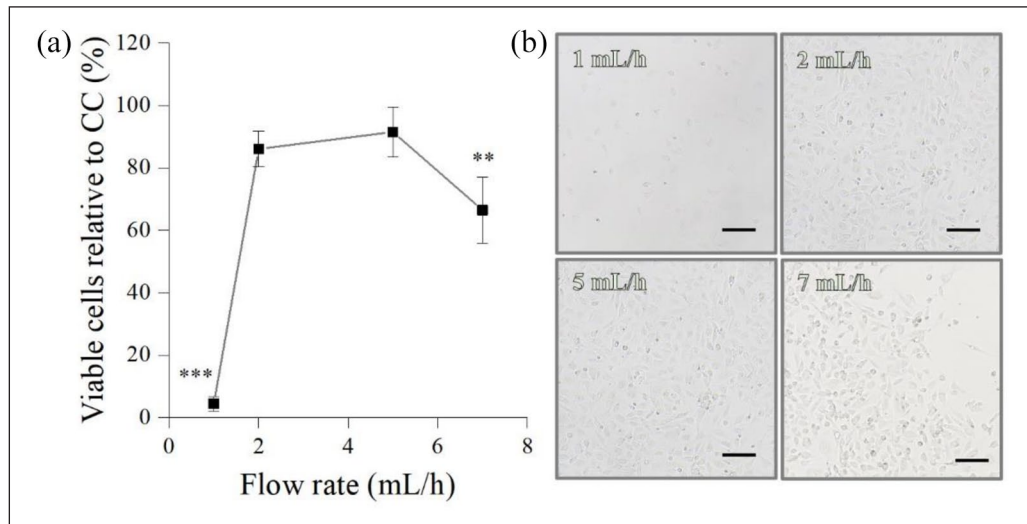 (a)
120
100
80
60
40
20
0
Viable cells relative to CC (%)
***
**
0 2 4 6 8
Flow rate (mL/h)
(b)
1 mL/h
2 mL/h
5 mL/h
7 mL/h